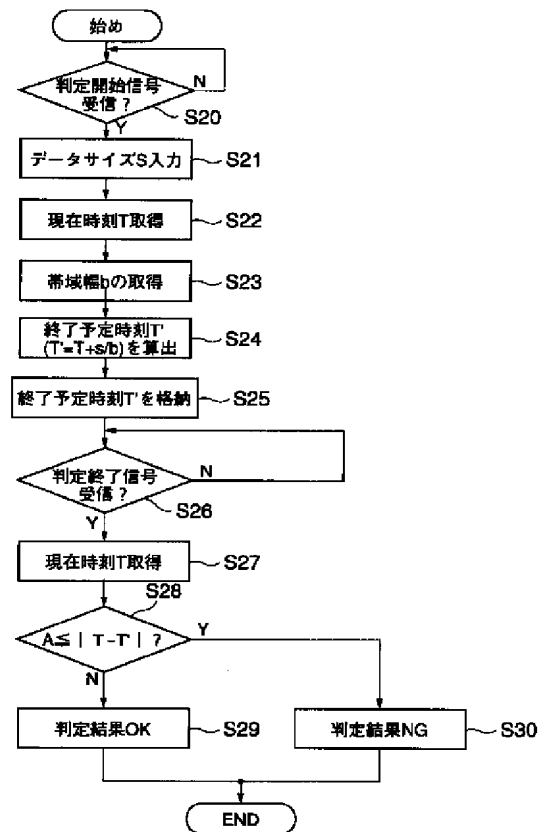 始め
判定開始信号
受信？
N
S20
Y
データサイズS入力
S21
現在時刻T取得
S22
帯域幅bの取得
S23
終了予定時刻T'
(T'=T+s/b)を算出
S24
終了予定時刻T'を格納
S25
判定終了信号
受信？
N
S26
Y
現在時刻T取得
S27
S28
A≦｜T-T'｜？
Y
N
判定結果OK
S29
判定結果NG
S30
END